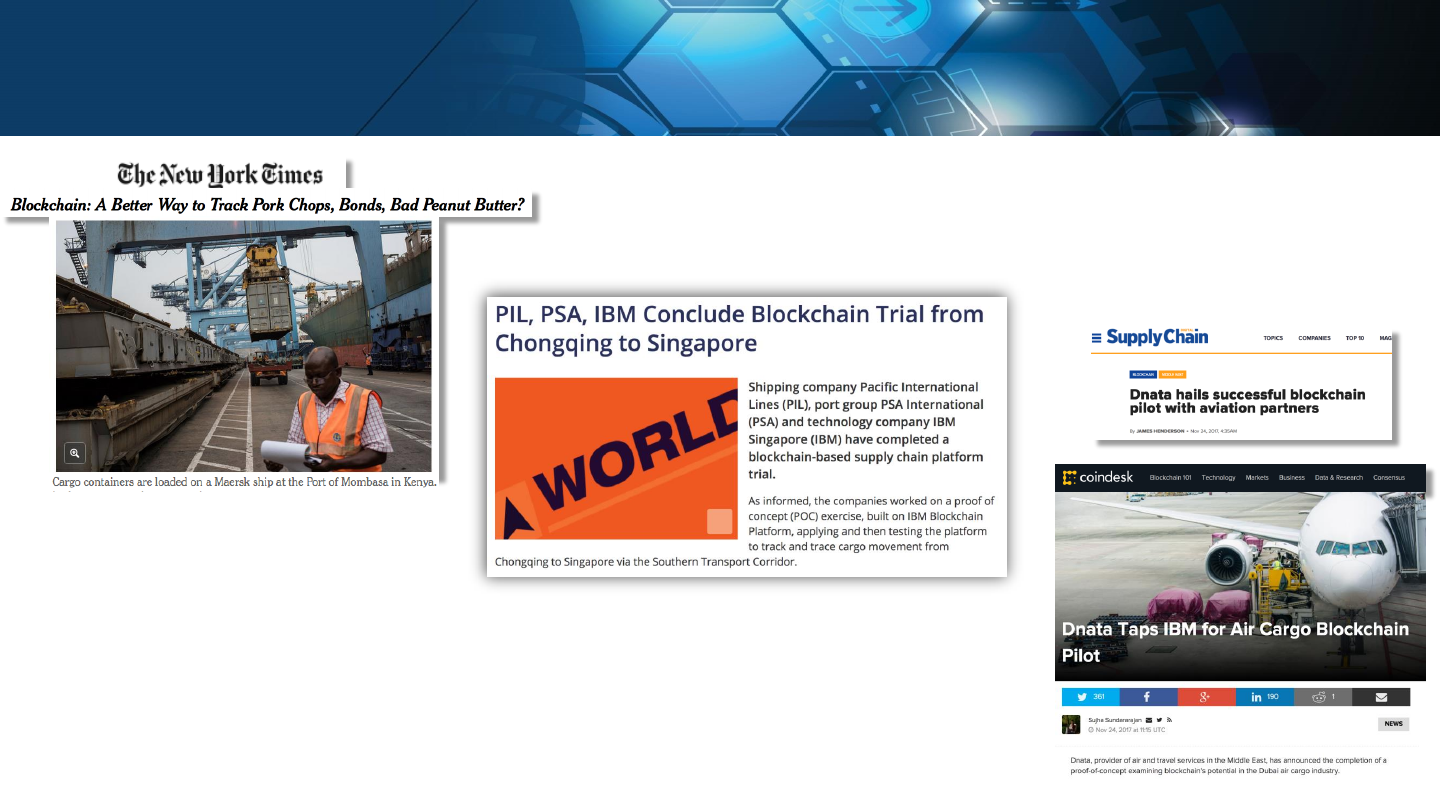 The New York Times
Blockchain: A Better Way to Track Pork Chops, Bonds, Bad Peanut Butter?
Cargo containers are loaded on a Maersk ship at the Port of Mombasa in Kenya.
PIL, PSA, IBM Conclude Blockchain Trial from
Chongqing to Singapore
WORLD
Shipping company Pacific International
Lines (PIL), port group PSA International
(PSA) and technology company IBM
Singapore (IBM) have completed a
blockchain-based supply chain platform
trial.
As informed, the companies worked on a proof of
concept (POC) exercise, built on IBM Blockchain
Platform, applying and then testing the platform
to track and trace cargo movement from
Chongqing to Singapore via the Southern Transport Corridor.
SupplyChain
TOPICS COMPANIES TOP 10 MAG
BLOCKCHAIN
Dnata hails successful blockchain
pilot with aviation partners
By JAMES HENDERSON • Nov 24, 2017, 4:35AM
coindesk Blockchain 101 Technology Markets Business Data & Research Consensus
Dnata Taps IBM for Air Cargo Blockchain
Pilot
361 190 1
Sujha Sundararajan
Nov 24, 2017 at 11:15 UTC
NEWS
Dnata, provider of air and travel services in the Middle East, has announced the completion of a
proof-of-concept examining blockchain's potential in the Dubai air cargo industry.